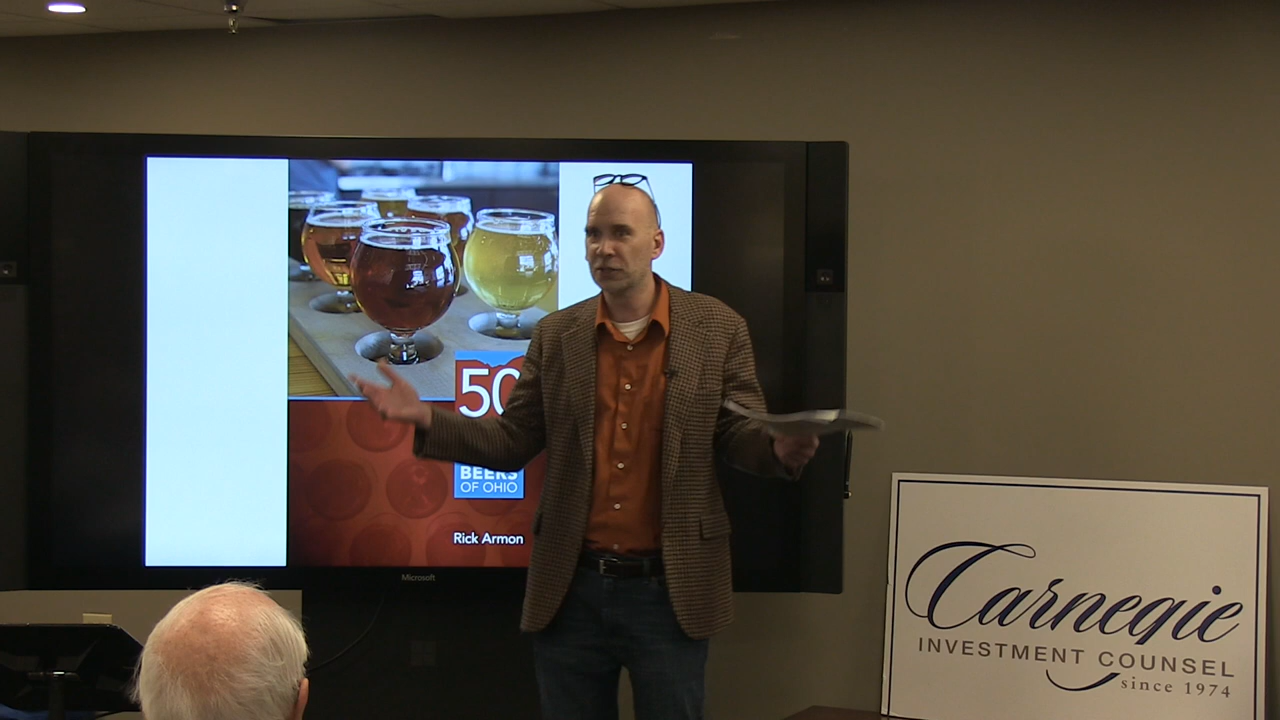 50
BEERS
OF OHIO
Rick Armon
Microsoft
Carnegie
INVESTMENT COUNSEL
since 1974